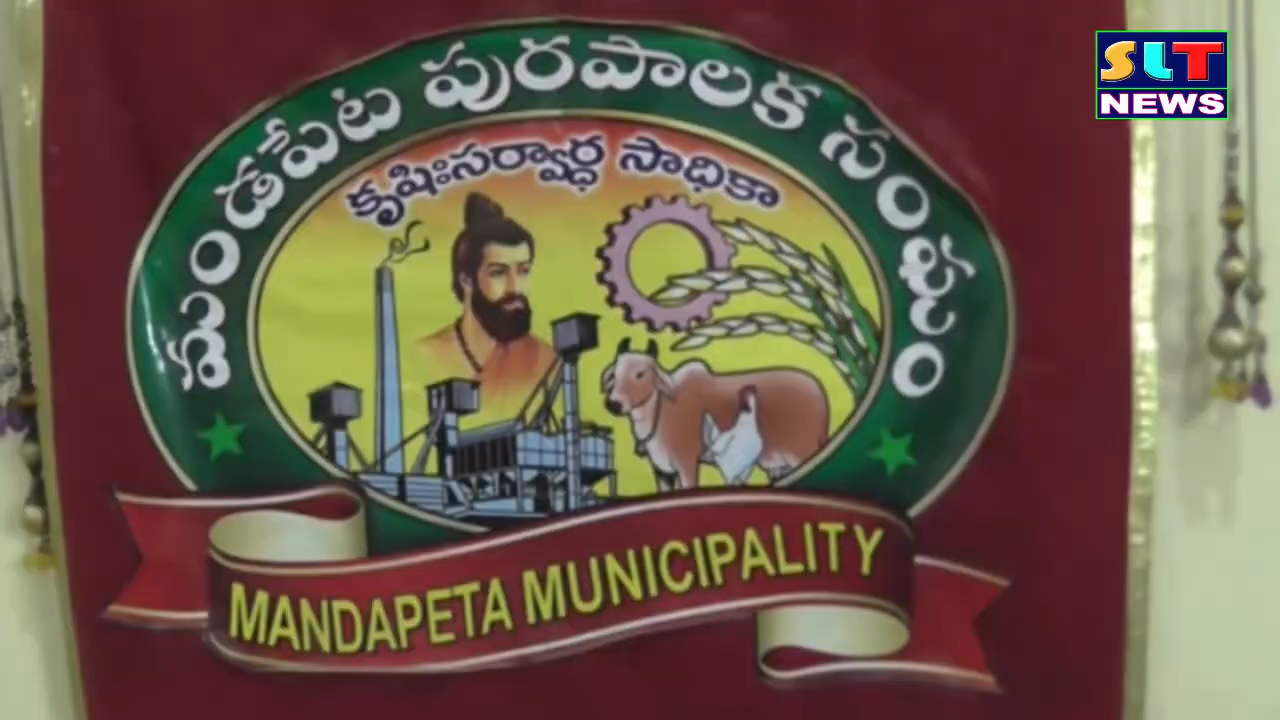 మండపేట పురపాలక సంఘం
కృషిఃసర్వార్ధ సాధికా
MANDAPETA MUNICIPALITY
SLT
NEWS